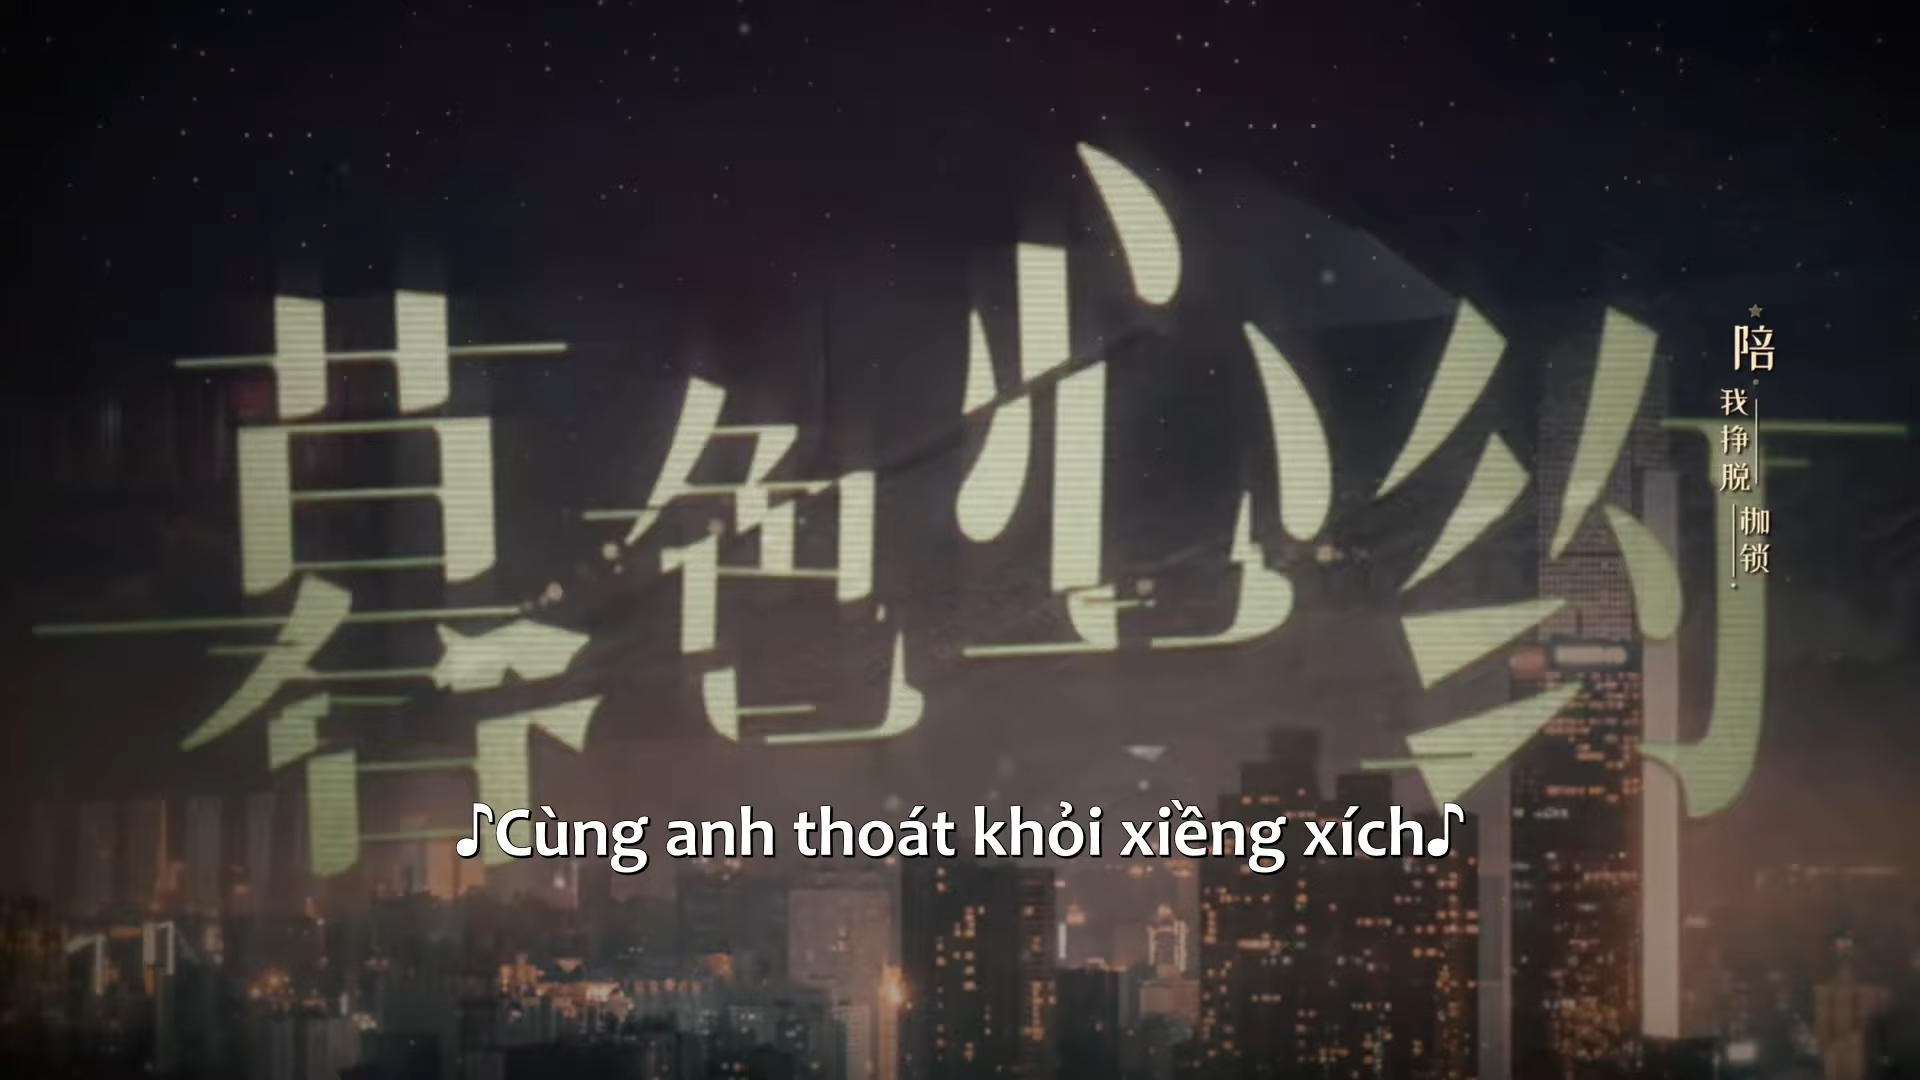 暮色心约
陪
我挣脱
枷锁
♪Cùng anh thoát khỏi xiềng xích♪